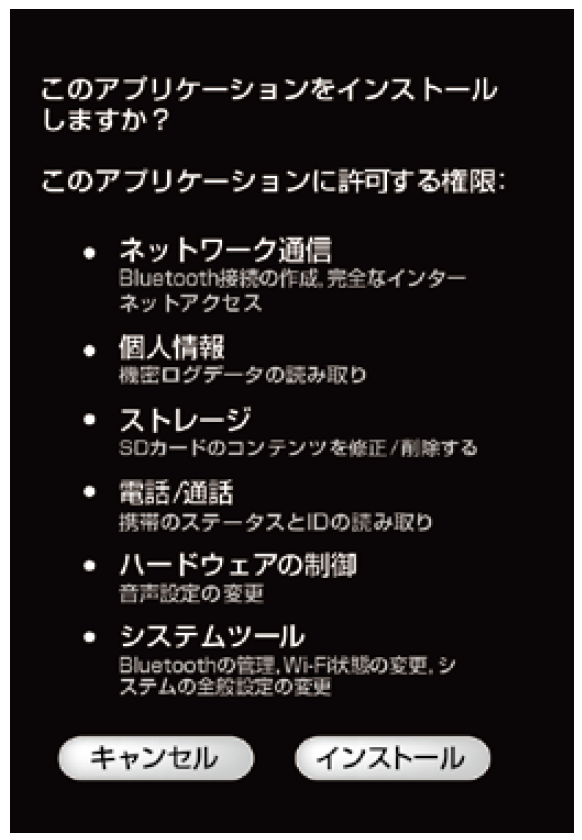 このアプリケーションをインストール
しますか？
このアプリケーションに許可する権限:
• ネットワーク通信
Bluetooth接続の作成,完全なインター
ネットアクセス
• 個人情報
機密ログデータの読み取り
• ストレージ
SDカードのコンテンツを修正/削除する
• 電話/通話
携帯のステータスとIDの読み取り
• ハードウェアの制御
音声設定の変更
• システムツール
Bluetoothの管理,Wi-Fi状態の変更,シ
ステムの全般設定の変更
キャンセル インストール